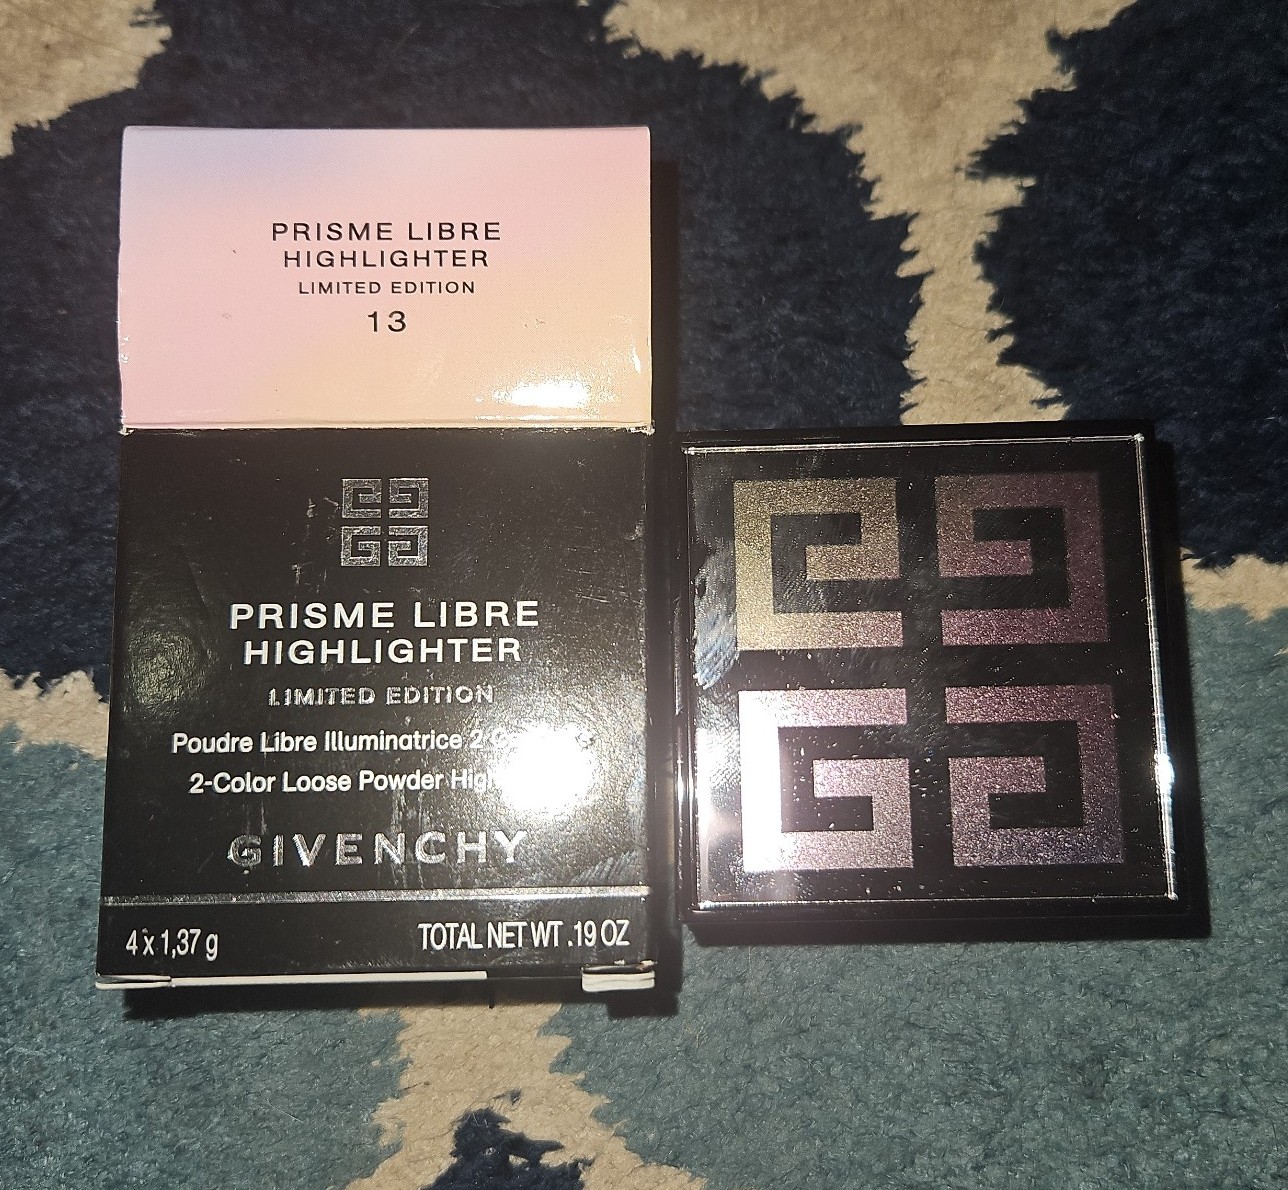 PRISME LIBRE
HIGHLIGHTER
LIMITED EDITION
13
PRISME LIBRE
HIGHLIGHTER
LIMITED EDITION
Poudre Libre Illuminatrice 2
2-Color Loose Powder
GIVENCHY
4 x 1,37 g
TOTAL NET WT .19 OZ